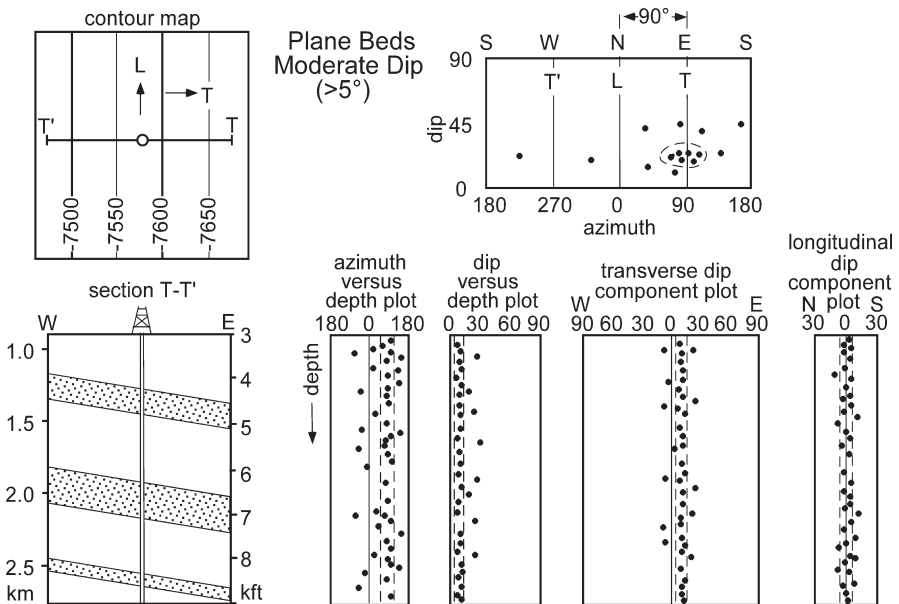 contour map
L
T
T'
T
7500
7550
7600
7650
Plane Beds
Moderate Dip
(>5°)
90°
S W N E S
T' L T
dip
90
45
0
180 270 0 90 180
azimuth
section T-T'
W E
1.0
1.5
2.0
2.5
km
3
4
5
6
7
8
kft
azimuth
versus
depth plot
180 0 180
depth
dip
versus
depth plot
0 30 60 90
transverse dip
component plot
W E
90 60 30 0 30 60 90
longitudinal
dip
component
N plot S
30 0 30